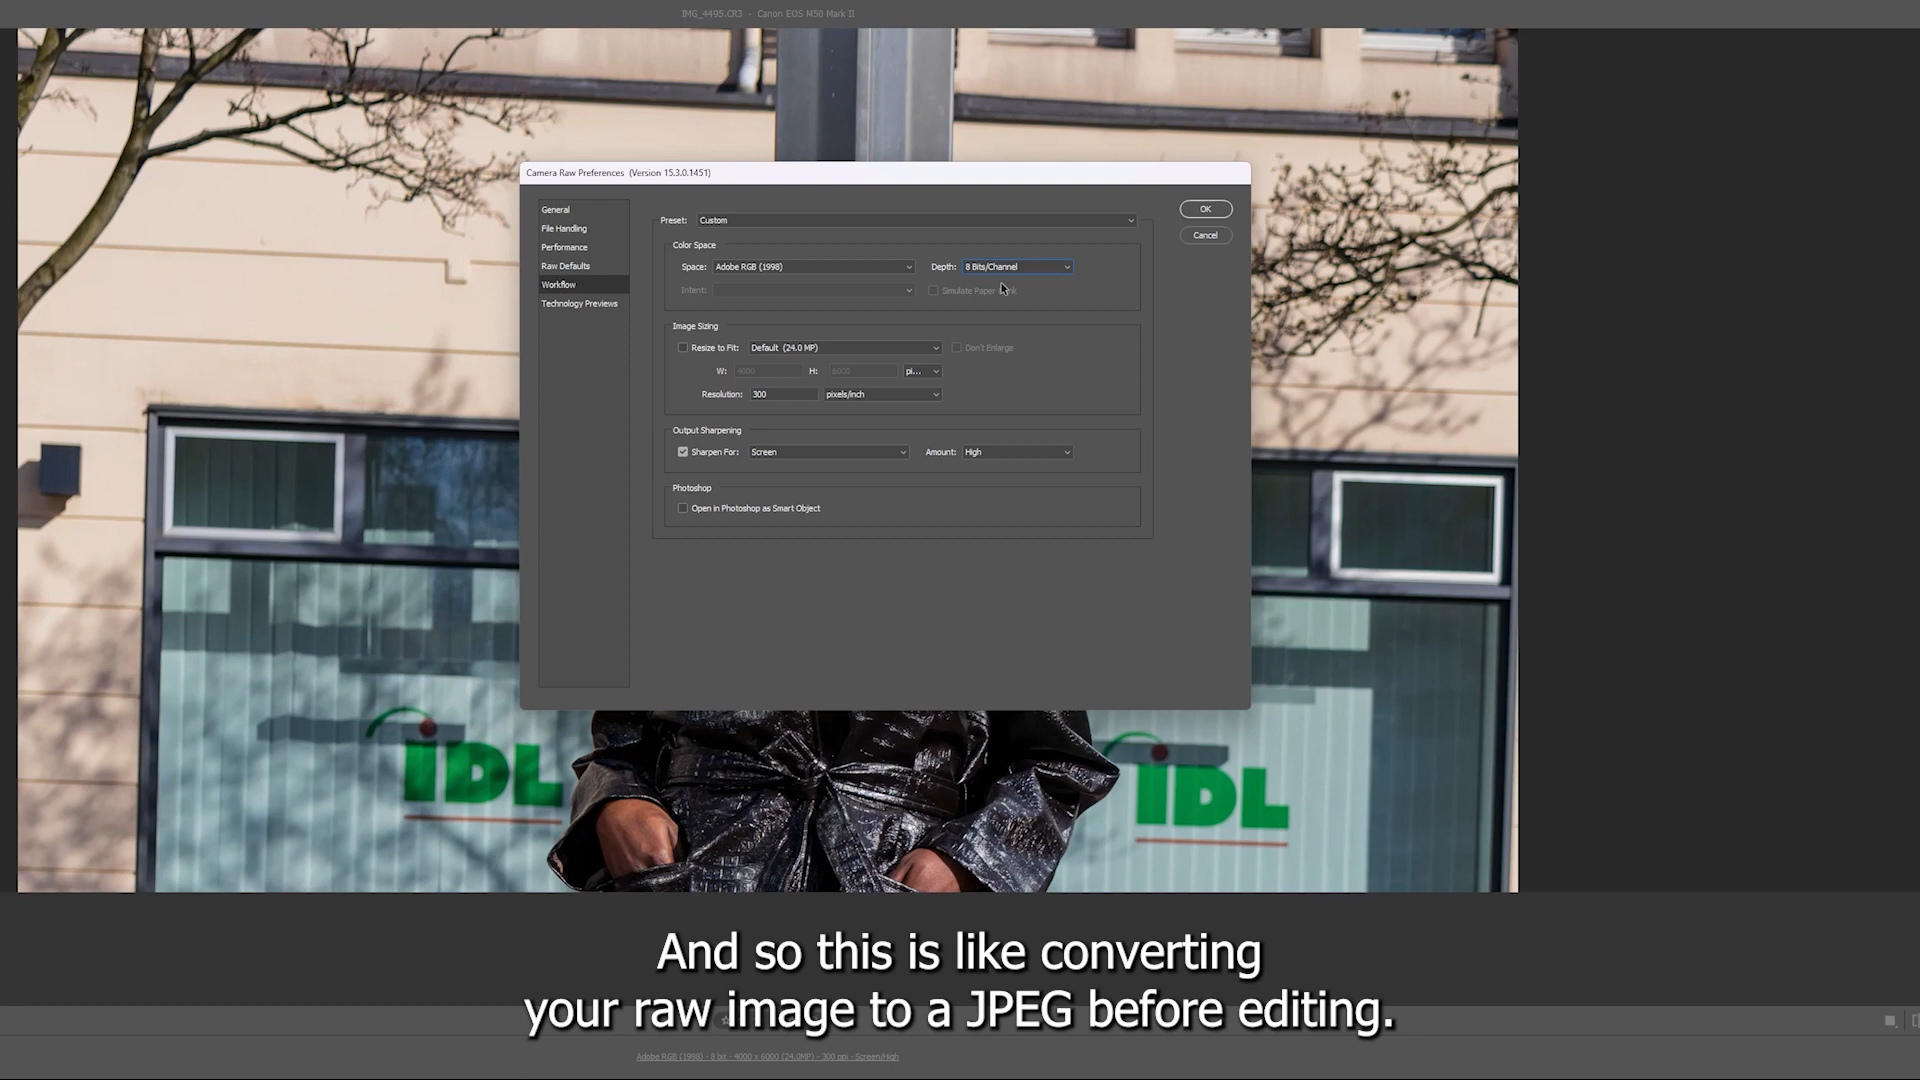 IMG_4495.CR3 - Canon EOS M50 Mark II
Camera Raw Preferences (Version 15.3.0.1451)
General
File Handling
Performance
Raw Defaults
Workflow
Technology Previews
Preset: Custom
OK
Cancel
Color Space
Space: Adobe RGB (1998) Depth: 8 Bits/Channel
Intent: Simulate Paper
Image Sizing
Resize to Fit: Default (24.0 MP) Don't Enlarge
W: 4000 H: 6000 pi...
Resolution: 300 pixels/inch
Output Sharpening
Sharpen For: Screen Amount: High
Photoshop
Open in Photoshop as Smart Object
IDL IDL
And so this is like converting
your raw image to a JPEG before editing.
Adobe RGB (1998) - 8 bit - 4000 x 6000 (24.0MP) - 300 ppi - Screen/High